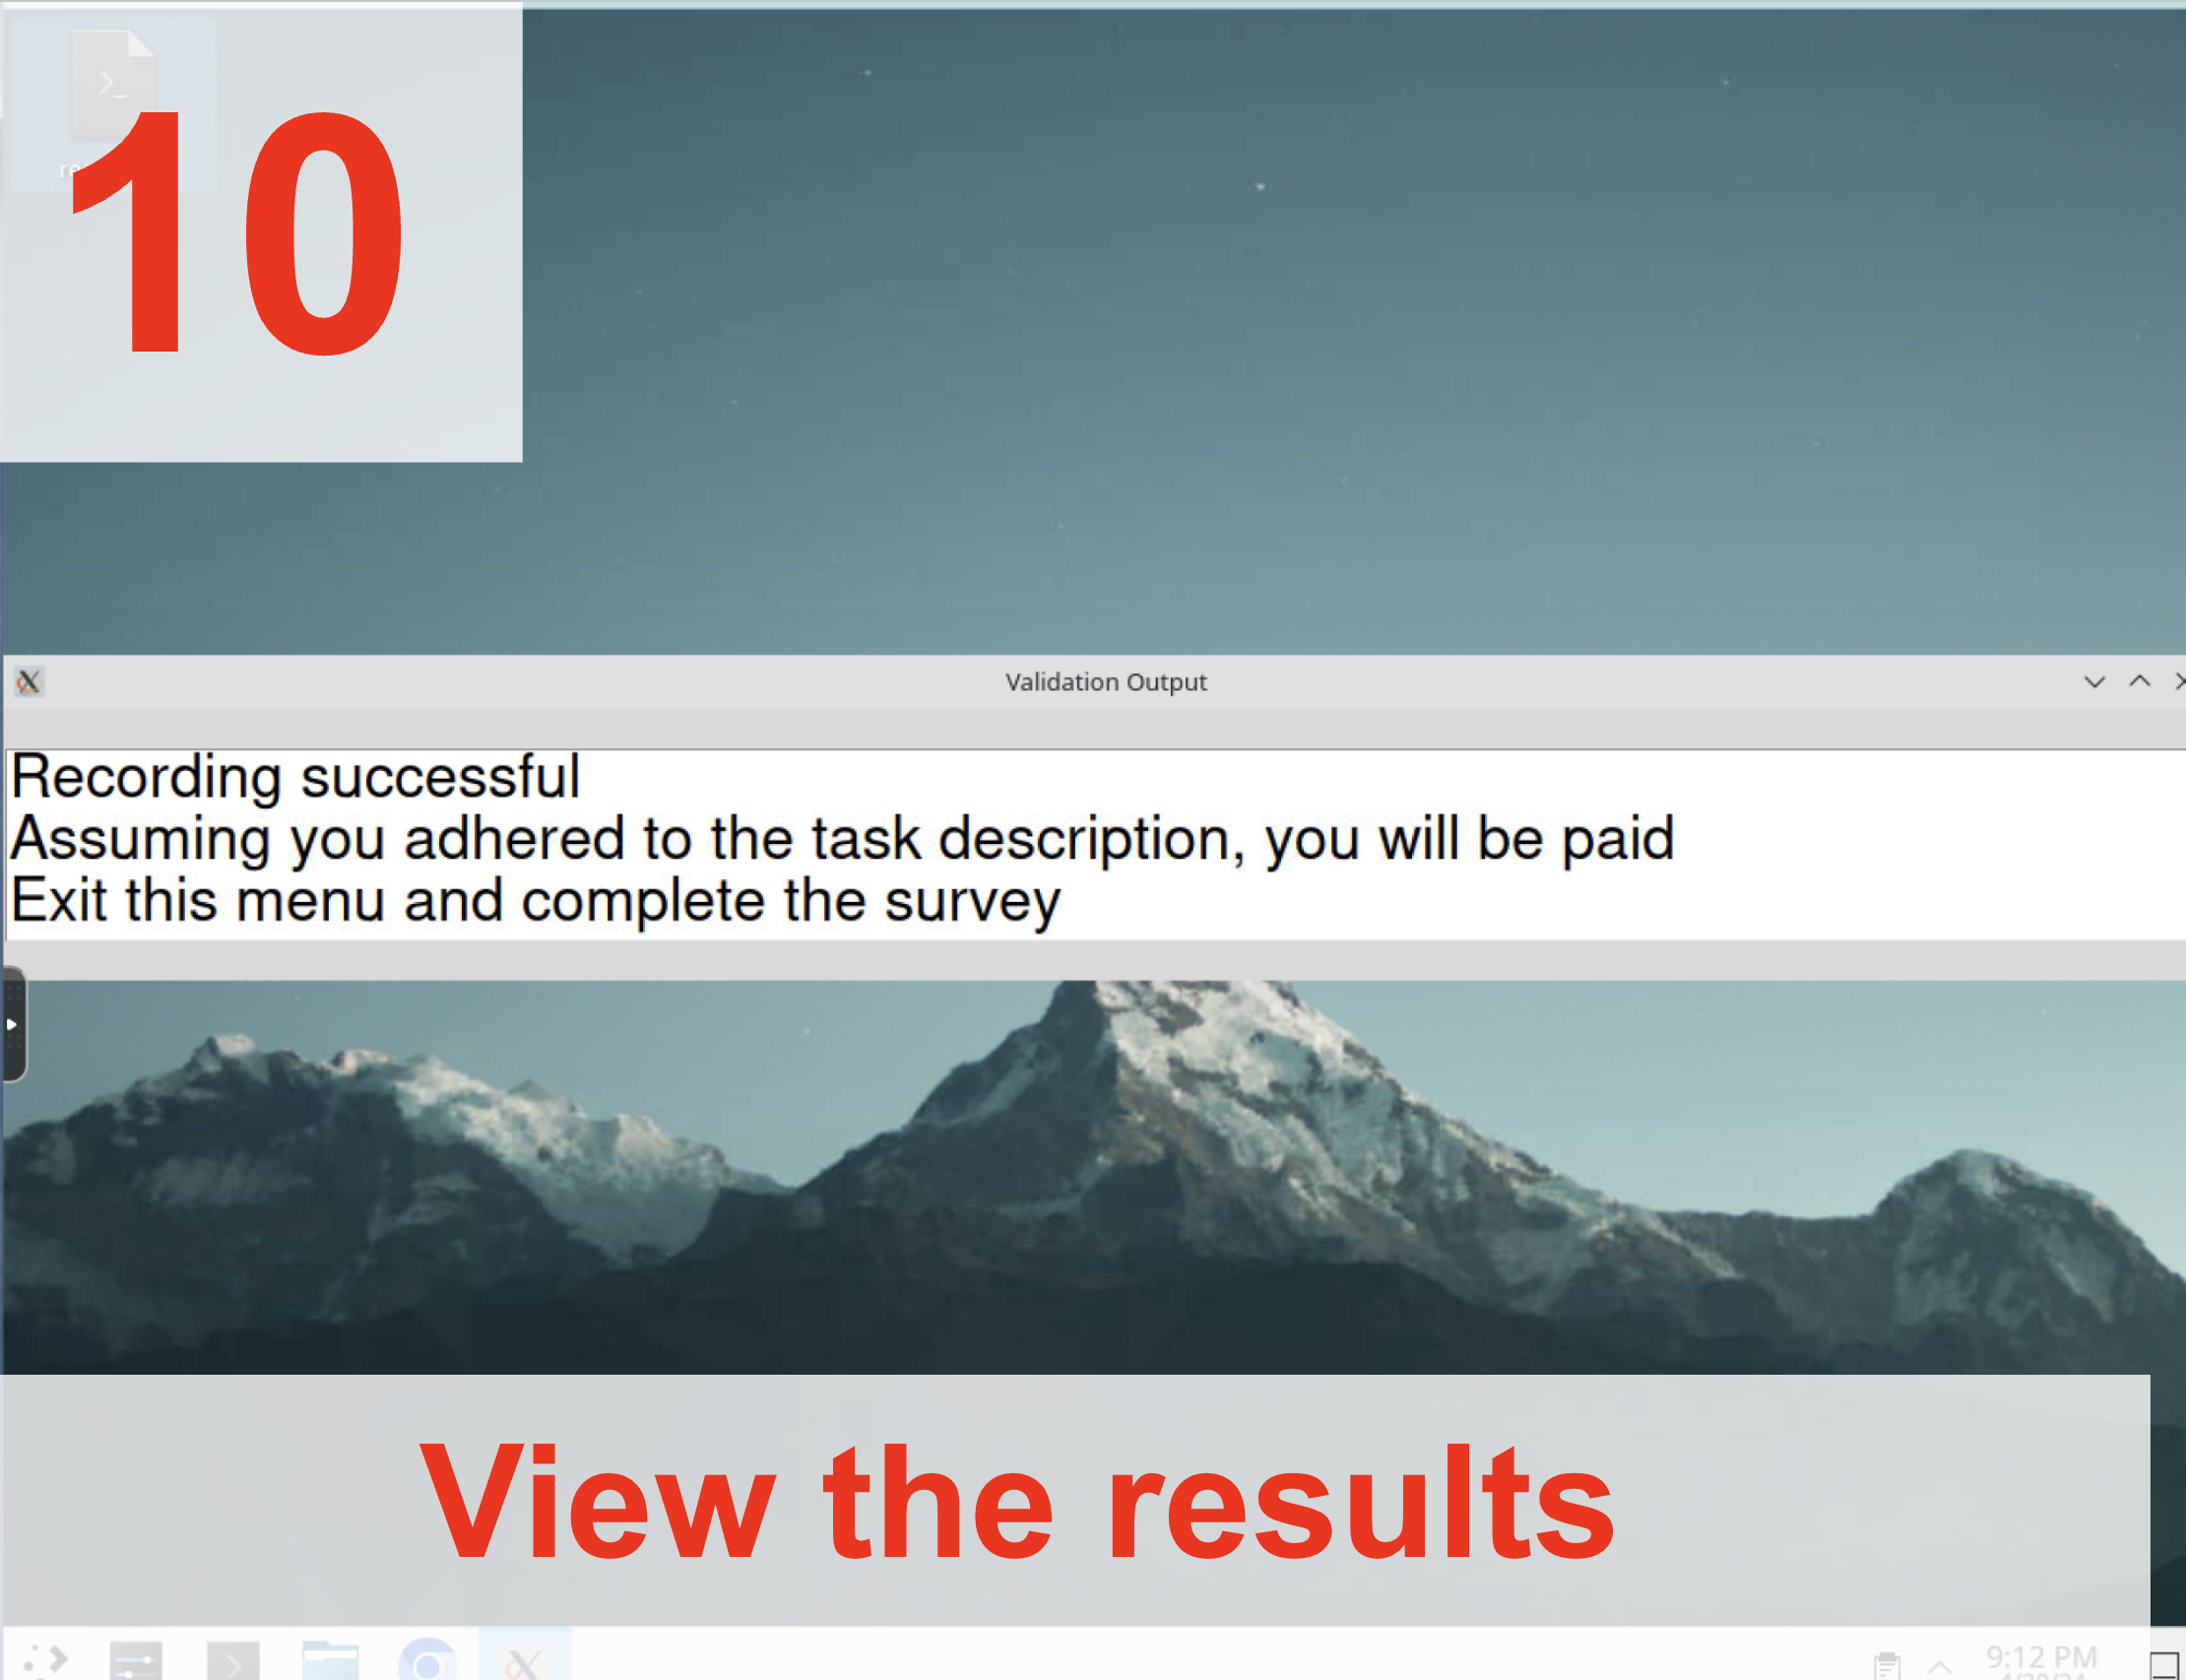 10
Validation Output
Recording successful
Assuming you adhered to the task description, you will be paid
Exit this menu and complete the survey
View the results
9:12 PM